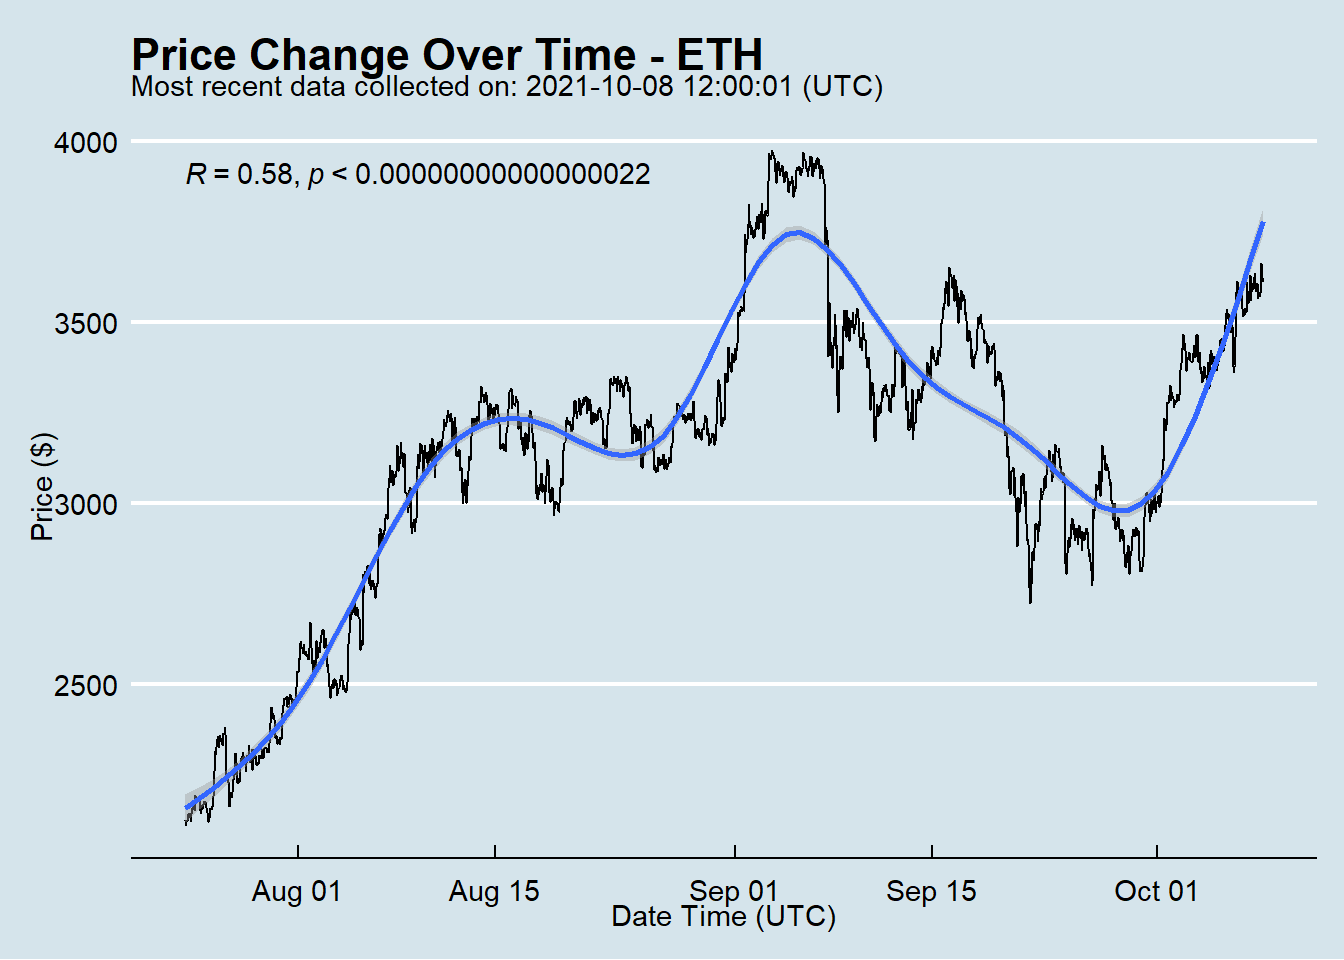 Price Change Over Time - ETH
Most recent data collected on: 2021-10-08 12:00:01 (UTC)
R = 0.58, p < 0.00000000000000022
4000
3500
3000
2500
Price ($)
Aug 01 Aug 15 Sep 01 Sep 15 Oct 01
Date Time (UTC)